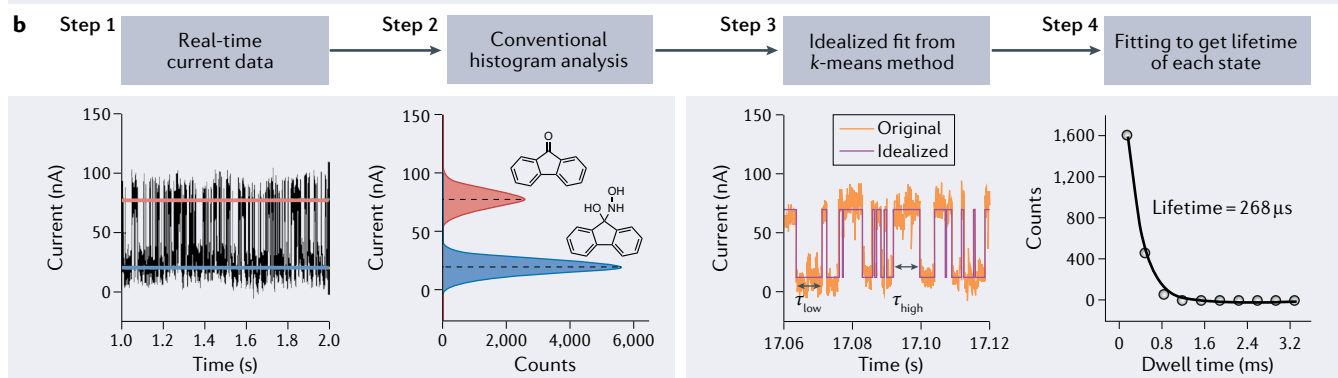 b
Step 1
Real-time
current data
Step 2
Conventional
histogram analysis
Step 3
Idealized fit from
k-means method
Step 4
Fitting to get lifetime
of each state
150
100
50
0
Current (nA)
1.0 1.2 1.4 1.6 1.8 2.0
Time (s)
150
100
50
0
Current (nA)
0 2,000 4,000 6,000
Counts
O
OH
HO NH
150
100
50
0
Current (nA)
Original
Idealized
τlow
τhigh
17.06 17.08 17.10 17.12
Time (s)
1,600
1,200
800
400
0
Counts
Lifetime = 268 μs
0 0.8 1.6 2.4 3.2
Dwell time (ms)